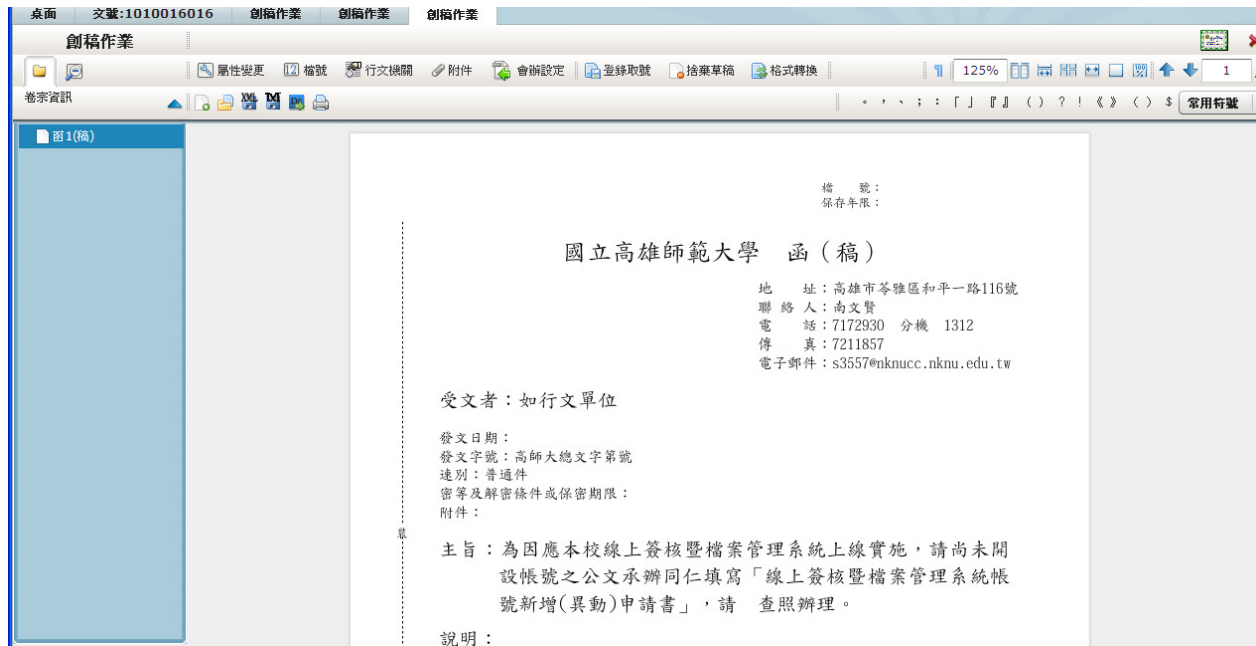 桌面 文號:1010016016 創稿作業 創稿作業 創稿作業
創稿作業
屬性變更 12 檔號 行文機關 附件 會辦設定 登錄取號 捨棄草稿 格式轉換 ¶ 125% 1
卷宗資訊 。 , 、 ; : 「」 『』 () ? ! 《》 〈〉 $ 常用符號
函1(稿)
檔 號:
保存年限:
國立高雄師範大學 函(稿)
地 址:高雄市苓雅區和平一路116號
聯 絡 人:南文賢
電 話:7172930 分機 1312
傳 真:7211857
電子郵件:s3557@nknucc.nknu.edu.tw
受文者:如行文單位
發文日期:
發文字號:高師大總文字第號
速別:普通件
密等及解密條件或保密期限:
附件:
裝
主旨:為因應本校線上簽核暨檔案管理系統上線實施,請尚未開
設帳號之公文承辦同仁填寫「線上簽核暨檔案管理系統帳
號新增(異動)申請書」,請 查照辦理。
說明: